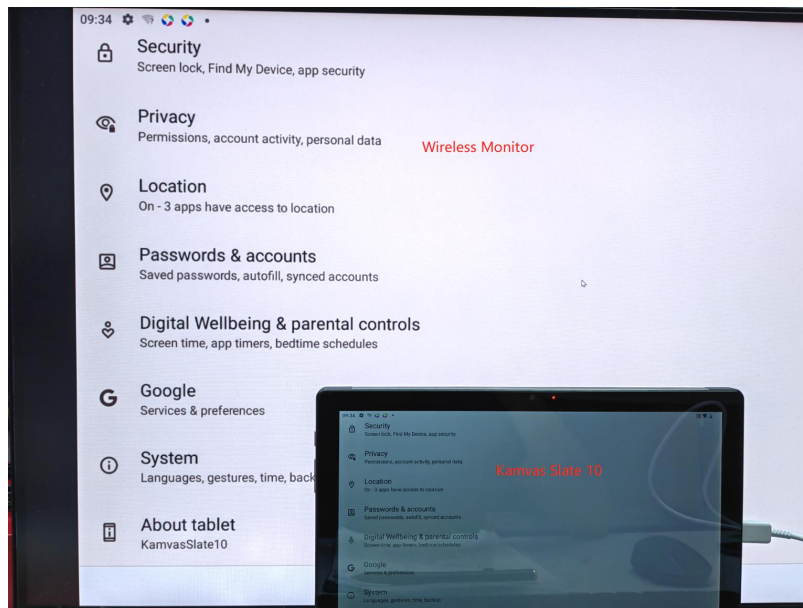 09:34
Security
Screen lock, Find My Device, app security
Privacy
Permissions, account activity, personal data
Wireless Monitor
Location
On - 3 apps have access to location
Passwords & accounts
Saved passwords, autofill, synced accounts
Digital Wellbeing & parental controls
Screen time, app timers, bedtime schedules
Google
Services & preferences
System
Languages, gestures, time, back
About tablet
KamvasSlate10
09:34
Security
Screen lock, Find My Device, app security
Privacy
Permissions, account activity, personal data
Kamvas Slate 10
Location
On - 3 apps have access to location
Passwords & accounts
Saved passwords, autofill, synced accounts
Digital Wellbeing & parental controls
Screen time, app timers, bedtime schedules
Google
Services & preferences
System
Languages, gestures, time, backup